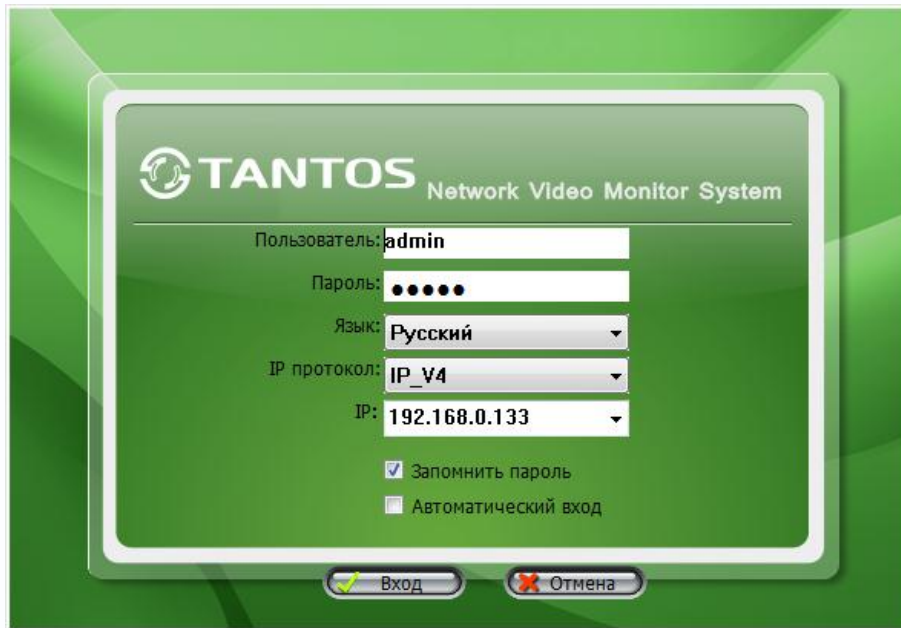 TANTOS
Network Video Monitor System
Пользователь: admin
Пароль: ●●●●●
Язык: Русский
IP протокол: IP_V4
IP: 192.168.0.133
Запомнить пароль
Автоматический вход
Вход Отмена